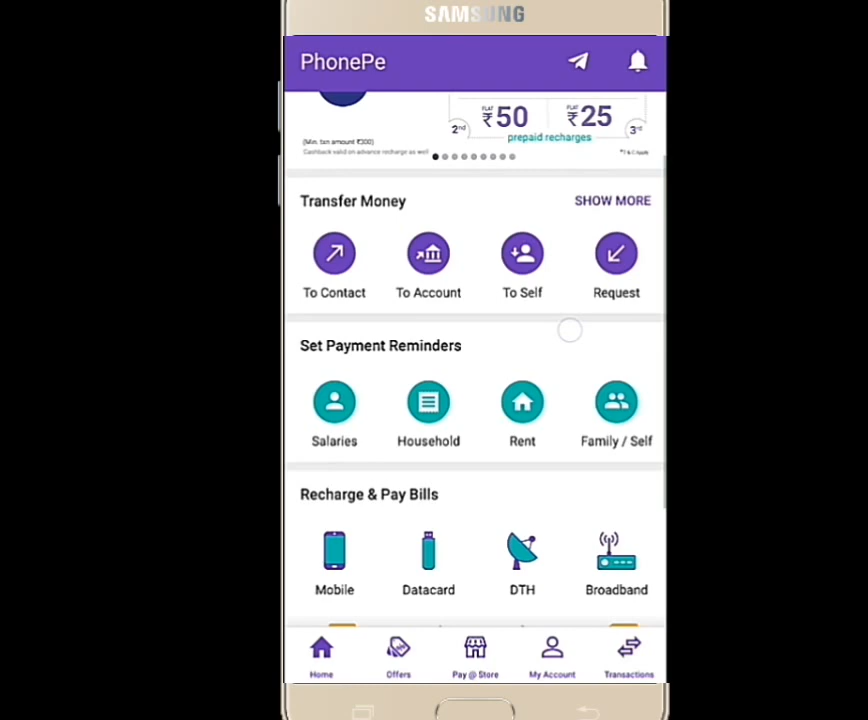 SAMSUNG
PhonePe
FLAT ₹50 FLAT ₹25
2nd 3rd
prepaid recharges
(Min. txn amount ₹300)
Cashback valid on advance recharge as well
Transfer Money SHOW MORE
To Contact To Account To Self Request
Set Payment Reminders
Salaries Household Rent Family / Self
Recharge & Pay Bills
Mobile Datacard DTH Broadband
Home Offers Pay @ Store My Account Transactions